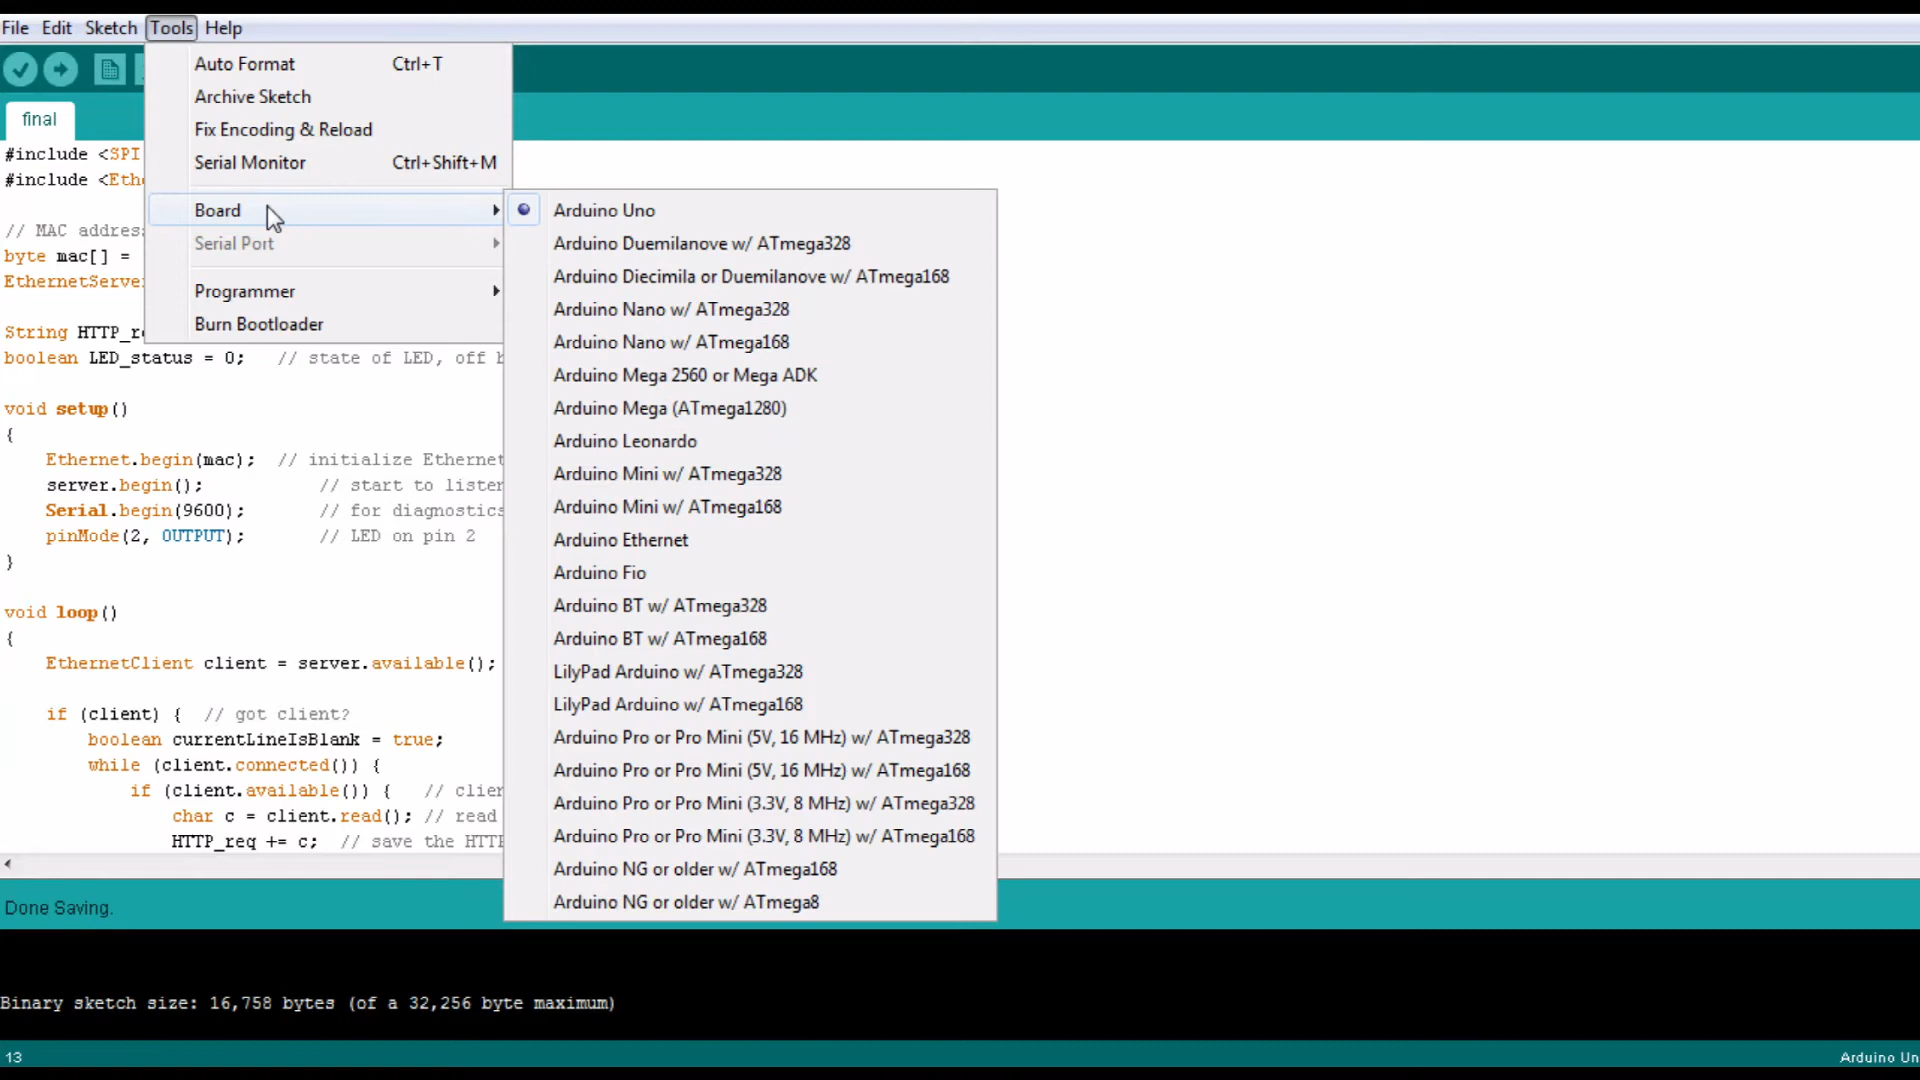 File Edit Sketch Tools Help
Auto Format Ctrl+T
Archive Sketch
Fix Encoding & Reload
Serial Monitor Ctrl+Shift+M
Board
Serial Port
Programmer
Burn Bootloader
Arduino Uno
Arduino Duemilanove w/ ATmega328
Arduino Diecimila or Duemilanove w/ ATmega168
Arduino Nano w/ ATmega328
Arduino Nano w/ ATmega168
Arduino Mega 2560 or Mega ADK
Arduino Mega (ATmega1280)
Arduino Leonardo
Arduino Mini w/ ATmega328
Arduino Mini w/ ATmega168
Arduino Ethernet
Arduino Fio
Arduino BT w/ ATmega328
Arduino BT w/ ATmega168
LilyPad Arduino w/ ATmega328
LilyPad Arduino w/ ATmega168
Arduino Pro or Pro Mini (5V, 16 MHz) w/ ATmega328
Arduino Pro or Pro Mini (5V, 16 MHz) w/ ATmega168
Arduino Pro or Pro Mini (3.3V, 8 MHz) w/ ATmega328
Arduino Pro or Pro Mini (3.3V, 8 MHz) w/ ATmega168
Arduino NG or older w/ ATmega168
Arduino NG or older w/ ATmega8
final
#include <SPI
#include <Eth
// MAC addres
byte mac[] =
EthernetServe
String HTTP_r
boolean LED_status = 0; // state of LED, off
void setup()
{
Ethernet.begin(mac); // initialize Ethernet
server.begin(); // start to listen
Serial.begin(9600); // for diagnostics
pinMode(2, OUTPUT); // LED on pin 2
}
void loop()
{
EthernetClient client = server.available();
if (client) { // got client?
boolean currentLineIsBlank = true;
while (client.connected()) {
if (client.available()) { // clien
char c = client.read(); // read
HTTP_req += c; // save the HTTP
Done Saving.
Binary sketch size: 16,758 bytes (of a 32,256 byte maximum)
13
Arduino Un